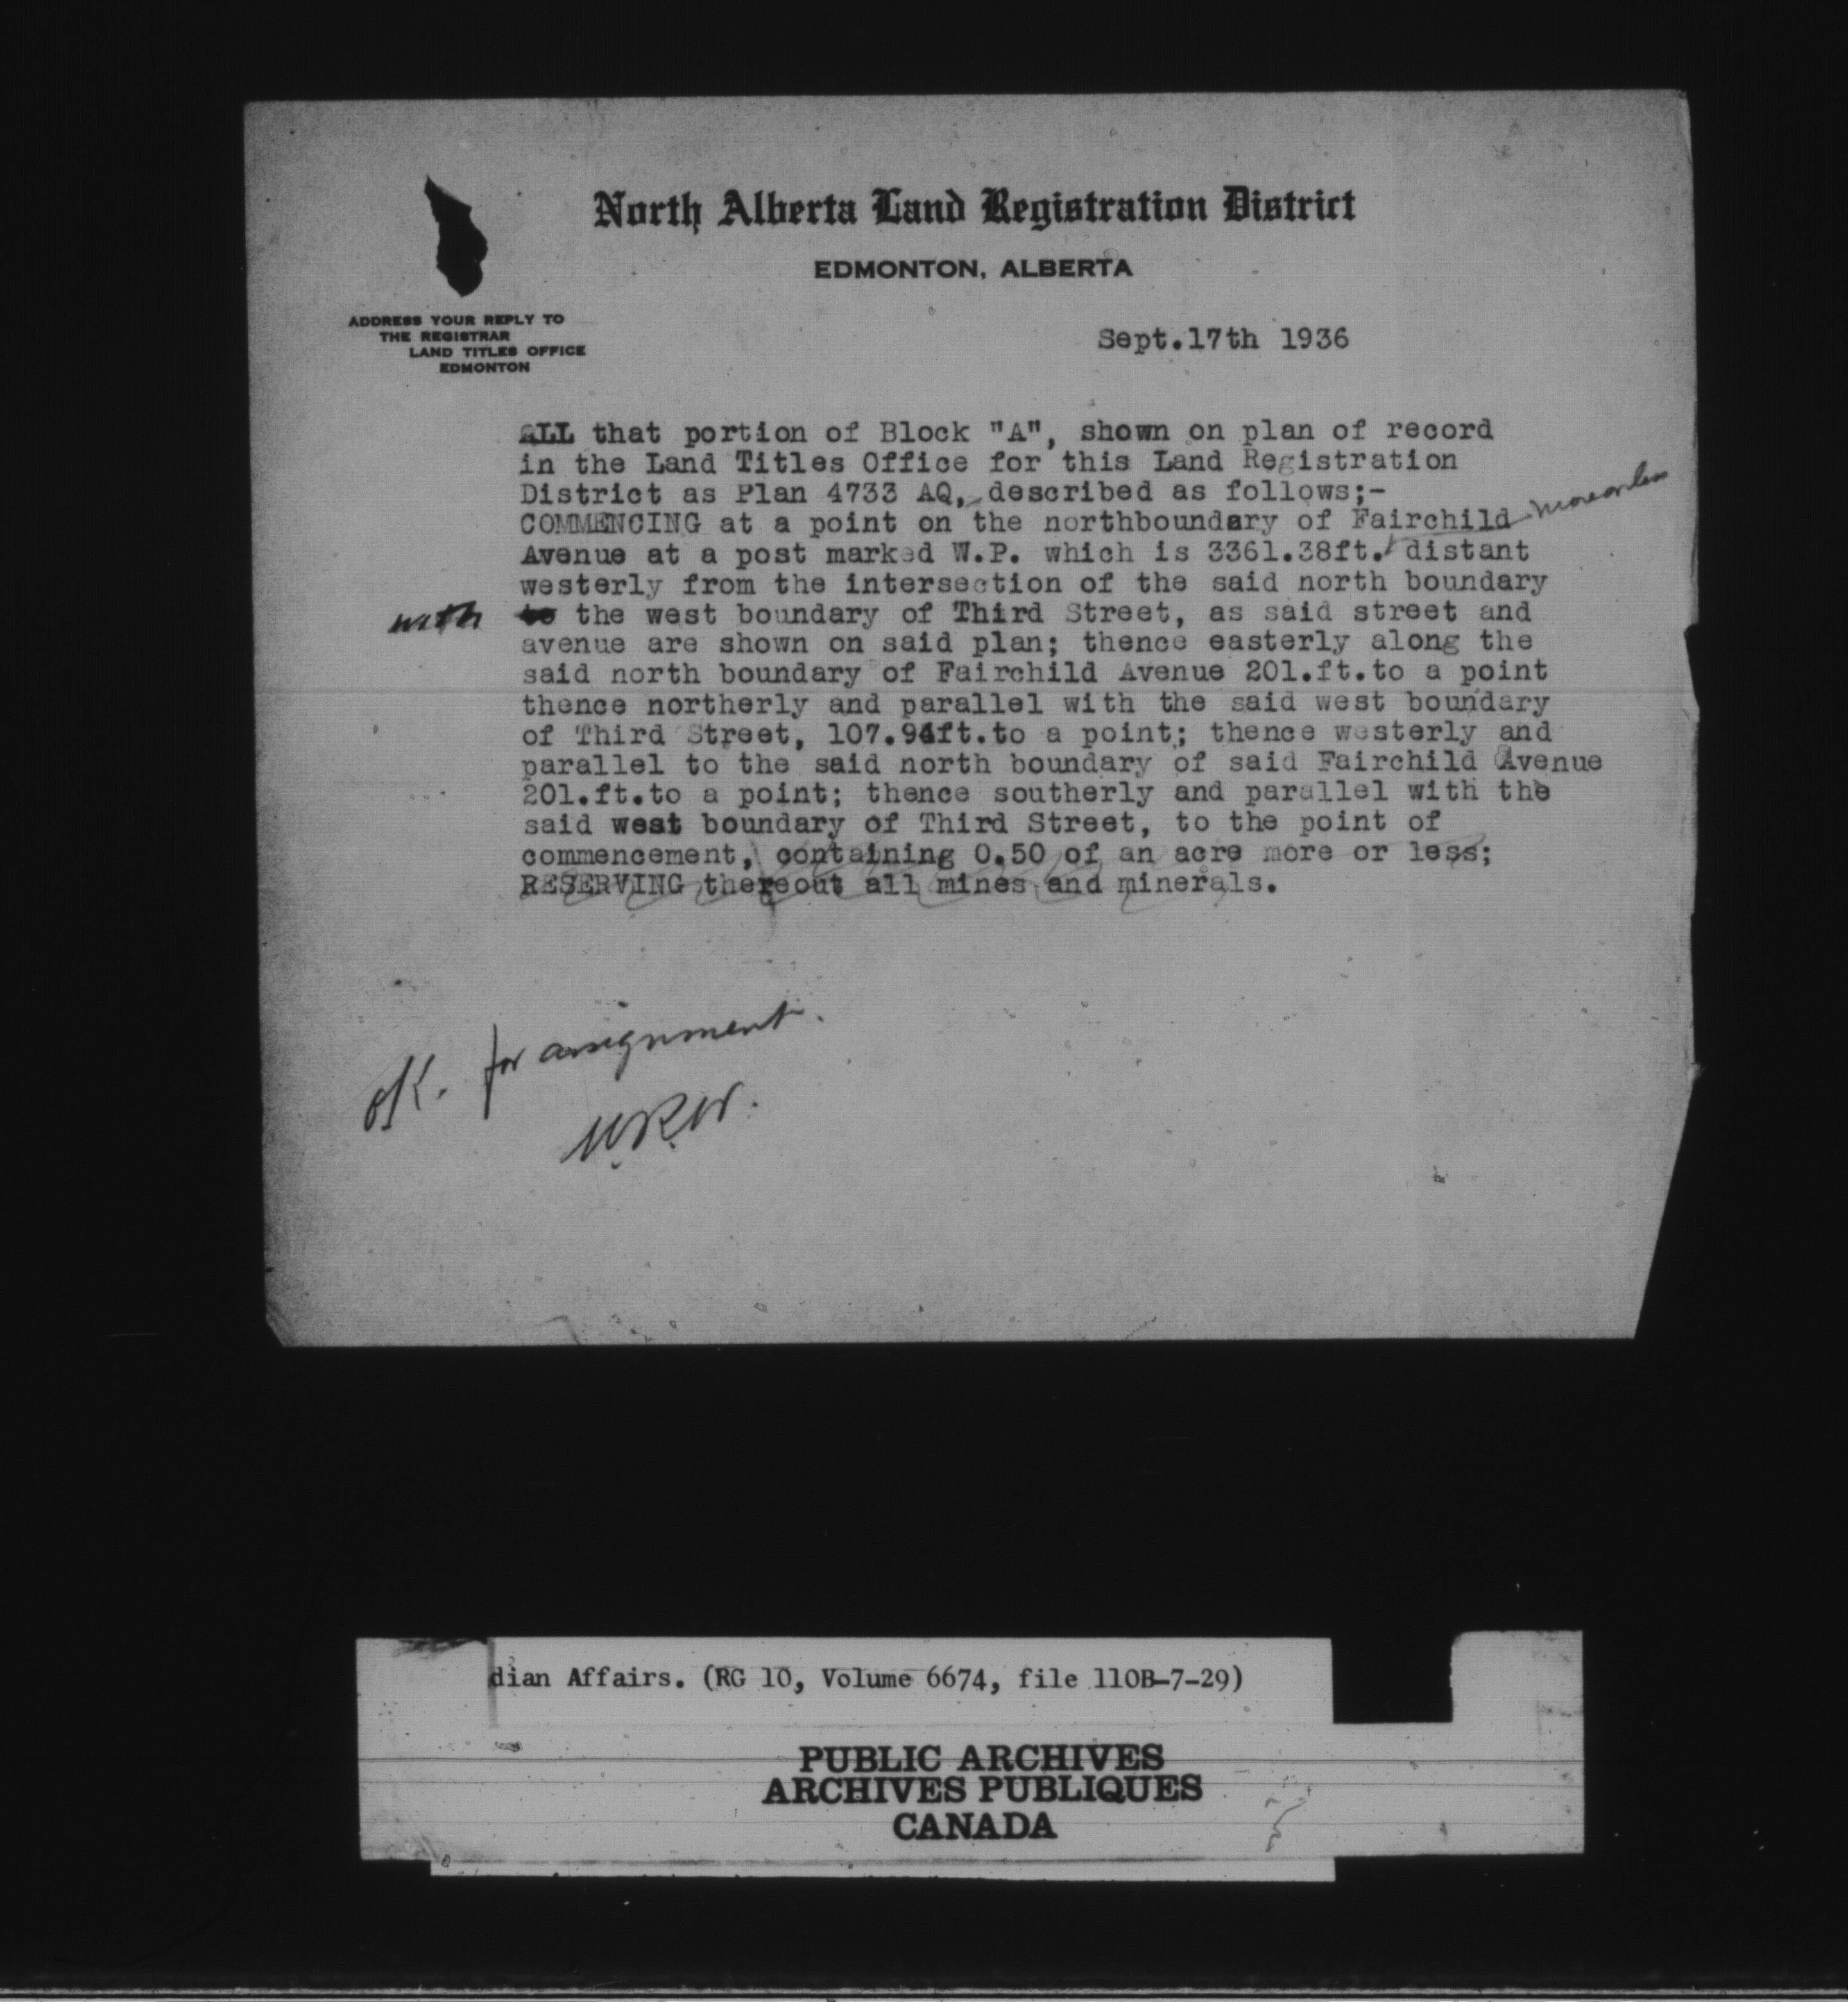 North Alberta Land Registration District
EDMONTON, ALBERTA
ADDRESS YOUR REPLY TO
THE REGISTRAR
LAND TITLES OFFICE
EDMONTON
Sept.17th 1936
ALL that portion of Block "A", shown on plan of record
in the Land Titles Office for this Land Registration
District as Plan 4733 AQ, described as follows;-
more or less
COMMENCING at a point on the northboundary of Fairchild
Avenue at a post marked W.P. which is 3361.38ft. distant
westerly from the intersection of the said north boundary
with to the west boundary of Third Street, as said street and
avenue are shown on said plan; thence easterly along the
said north boundary of Fairchild Avenue 201.ft.to a point
thence northerly and parallel with the said west boundary
of Third Street, 107.94ft.to a point; thence westerly and
parallel to the said north boundary of said Fairchild Avenue
201.ft.to a point; thence southerly and parallel with the
said west boundary of Third Street, to the point of
commencement, containing 0.50 of an acre more or less;
RESERVING thereout all mines and minerals.
OK. for assignment.
W.R.W.
dian Affairs. (RG 10, Volume 6674, file 110B-7-29)
PUBLIC ARCHIVES
ARCHIVES PUBLIQUES
CANADA